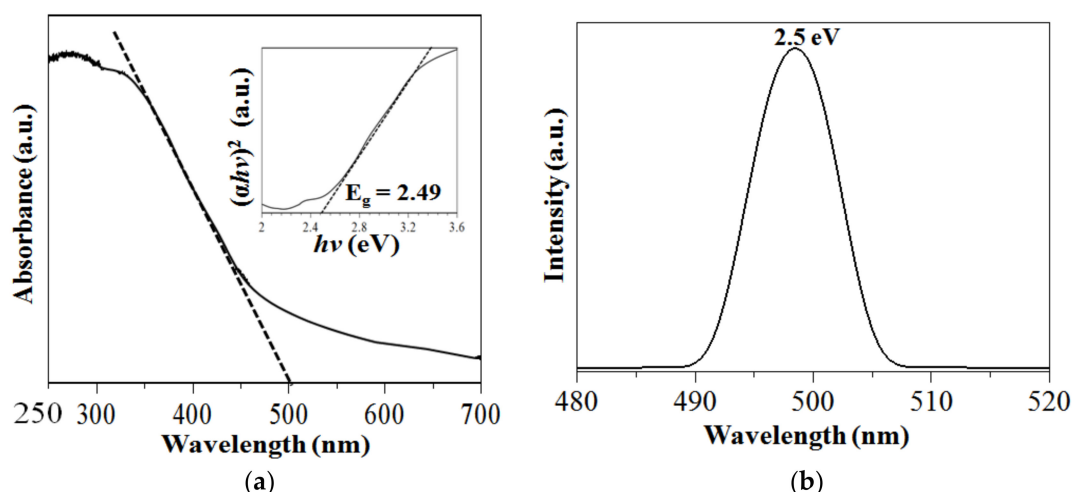 Absorbance (a.u.)
(αhν)² (a.u.)
E_g = 2.49
2 2.4 2.8 3.2 3.6
hν (eV)
250 300 400 500 600 700
Wavelength (nm)
(a)
2.5 eV
Intensity (a.u.)
480 490 500 510 520
Wavelength (nm)
(b)